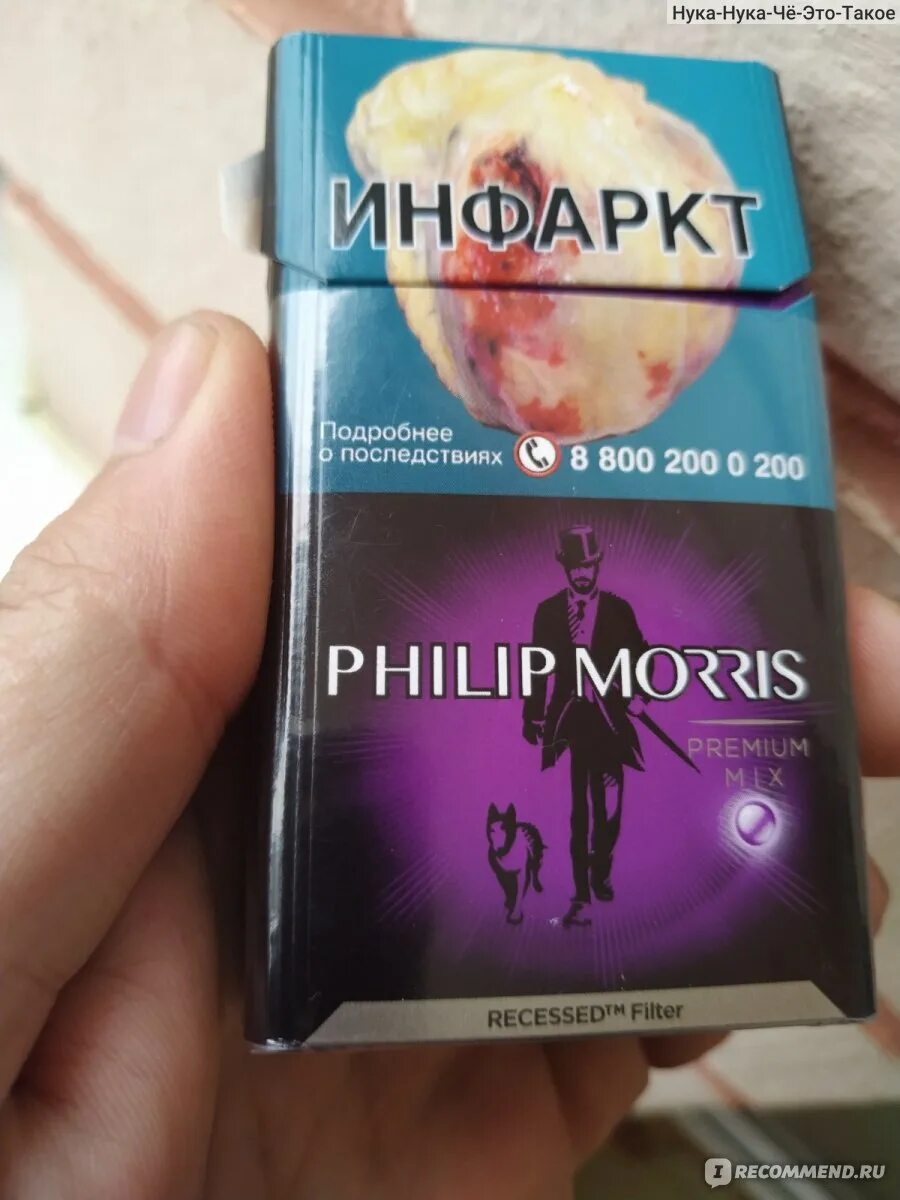 Нука-Нука-Чё-Это-Такое
ИНФАРКТ
Подробнее
о последствиях 8 800 200 0 200
PHILIP MORRIS
PREMIUM
MIX
RECESSED™ Filter
IRECOMMEND.RU